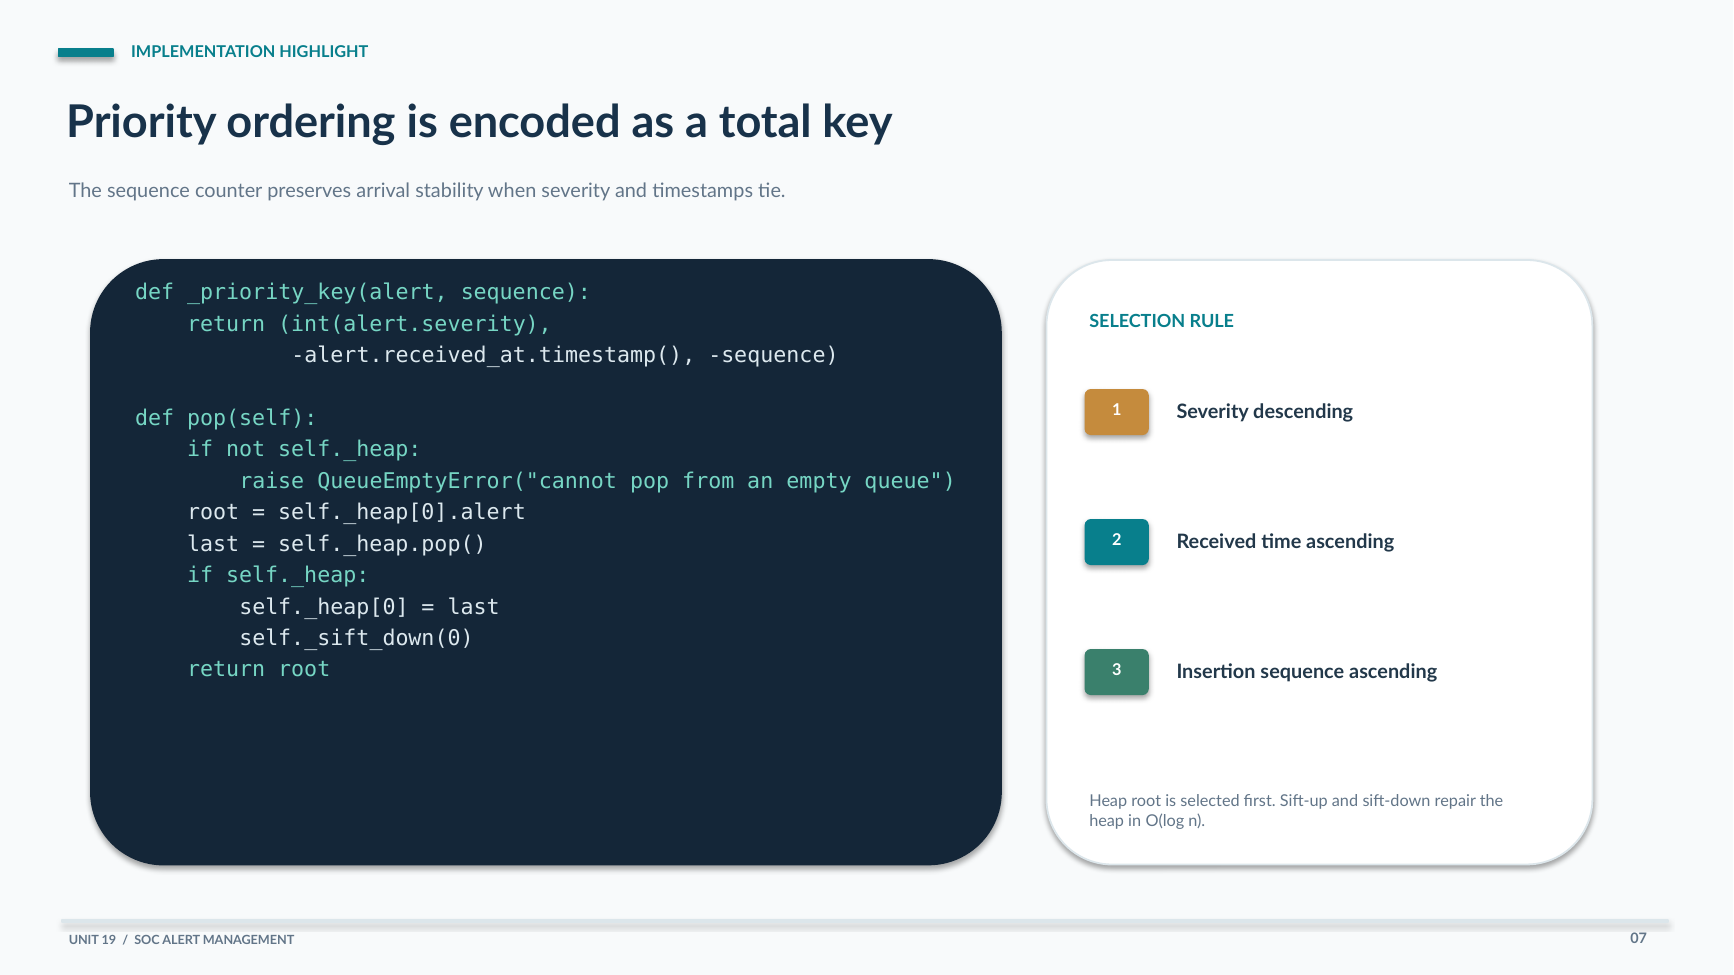 IMPLEMENTATION HIGHLIGHT
Priority ordering is encoded as a total key
The sequence counter preserves arrival stability when severity and timestamps tie.
def _priority_key(alert, sequence):
    return (int(alert.severity),
            -alert.received_at.timestamp(), -sequence)
def pop(self):
    if not self._heap:
        raise QueueEmptyError("cannot pop from an empty queue")
    root = self._heap[0].alert
    last = self._heap.pop()
    if self._heap:
        self._heap[0] = last
        self._sift_down(0)
    return root
SELECTION RULE
1 Severity descending
2 Received time ascending
3 Insertion sequence ascending
Heap root is selected first. Sift-up and sift-down repair the
heap in O(log n).
UNIT 19 / SOC ALERT MANAGEMENT
07